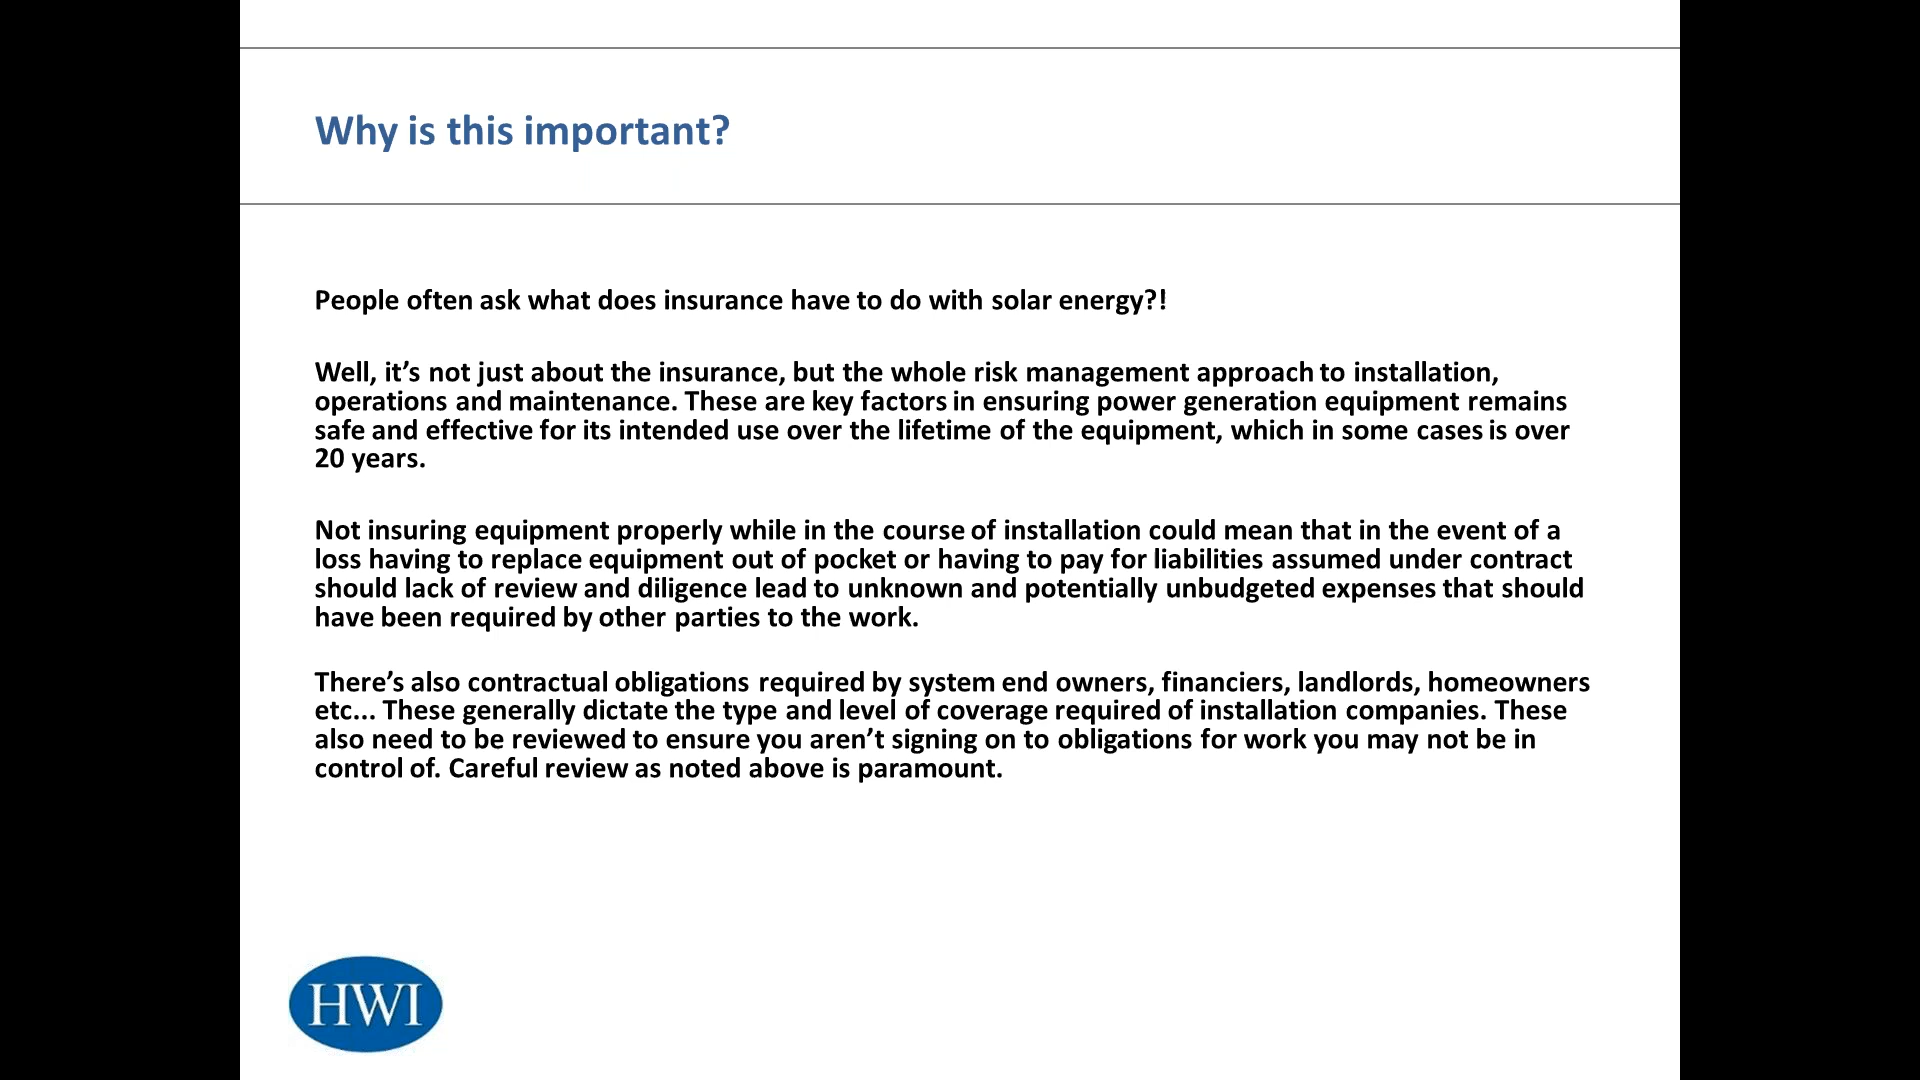 Why is this important?
People often ask what does insurance have to do with solar energy?!
Well, it’s not just about the insurance, but the whole risk management approach to installation,
operations and maintenance. These are key factors in ensuring power generation equipment remains
safe and effective for its intended use over the lifetime of the equipment, which in some cases is over
20 years.
Not insuring equipment properly while in the course of installation could mean that in the event of a
loss having to replace equipment out of pocket or having to pay for liabilities assumed under contract
should lack of review and diligence lead to unknown and potentially unbudgeted expenses that should
have been required by other parties to the work.
There’s also contractual obligations required by system end owners, financiers, landlords, homeowners
etc... These generally dictate the type and level of coverage required of installation companies. These
also need to be reviewed to ensure you aren’t signing on to obligations for work you may not be in
control of. Careful review as noted above is paramount.
HWI